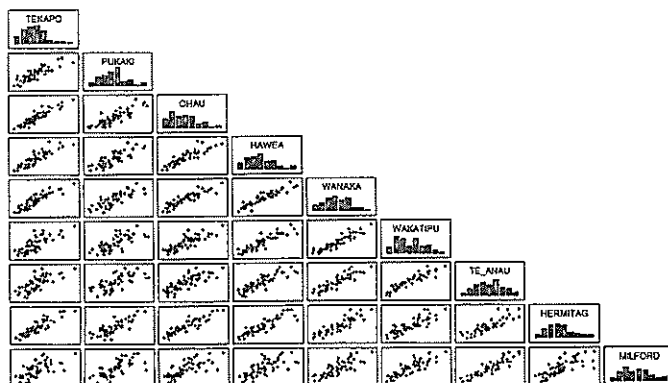 TEKAPO
PUKAKI
OHAU
HAWEA
WANAKA
WAKATIPU
TE_ANAU
HERMITAG
MILFORD